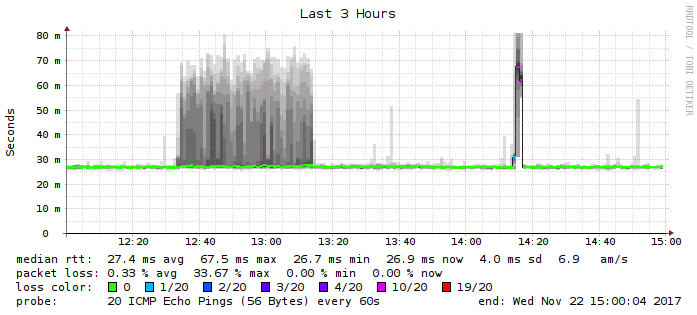 Last 3 Hours
RRDTOOL / TOBI OETIKER
Seconds
80 m
70 m
60 m
50 m
40 m
30 m
20 m
10 m
0
12:20 12:40 13:00 13:20 13:40 14:00 14:20 14:40 15:00
median rtt: 27.4 ms avg 67.5 ms max 26.7 ms min 26.9 ms now 4.0 ms sd 6.9 am/s
packet loss: 0.33 % avg 33.67 % max 0.00 % min 0.00 % now
loss color: 0 1/20 2/20 3/20 4/20 10/20 19/20
probe: 20 ICMP Echo Pings (56 Bytes) every 60s end: Wed Nov 22 15:00:04 2017